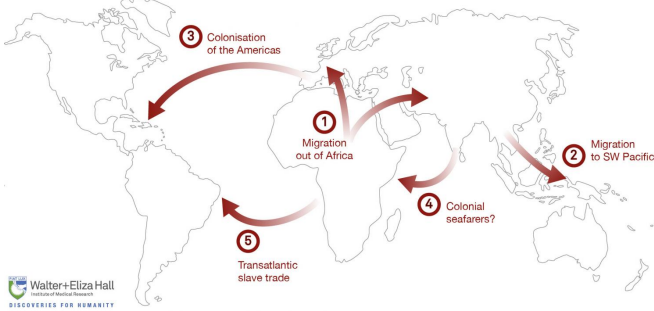 3 Colonisation
of the Americas
1
Migration
out of Africa
2 Migration
to SW Pacific
4 Colonial
seafarers?
5
Transatlantic
slave trade
Walter+Eliza Hall
Institute of Medical Research
DISCOVERIES FOR HUMANITY